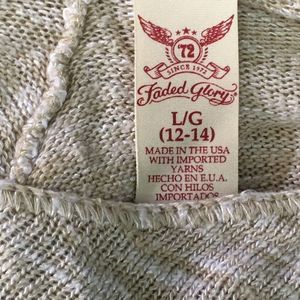 '72
SINCE 1972
Faded Glory
L/G
(12-14)
MADE IN THE USA
WITH IMPORTED
YARNS
HECHO EN E.U.A.
CON HILOS
IMPORTADOS